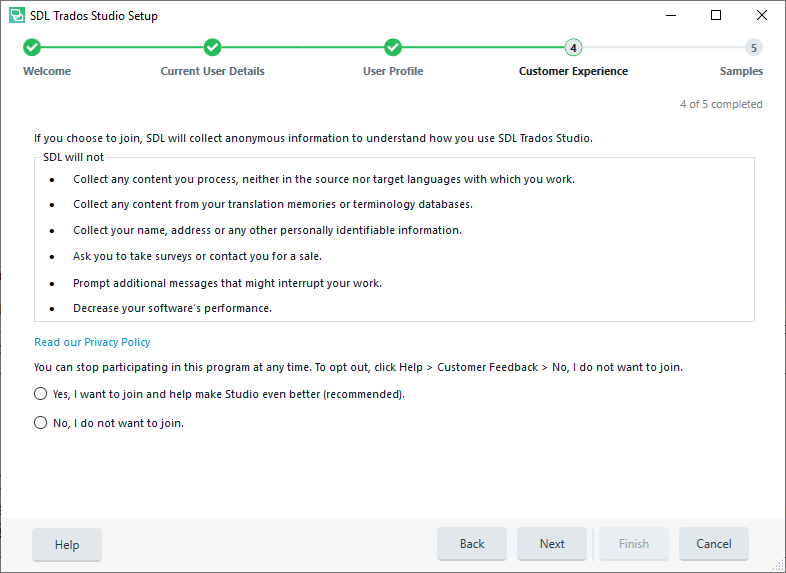 SDL Trados Studio Setup
4
5
Welcome
Current User Details
User Profile
Customer Experience
Samples
4 of 5 completed
If you choose to join, SDL will collect anonymous information to understand how you use SDL Trados Studio.
SDL will not
• Collect any content you process, neither in the source nor target languages with which you work.
• Collect any content from your translation memories or terminology databases.
• Collect your name, address or any other personally identifiable information.
• Ask you to take surveys or contact you for a sale.
• Prompt additional messages that might interrupt your work.
• Decrease your software's performance.
Read our Privacy Policy
You can stop participating in this program at any time. To opt out, click Help > Customer Feedback > No, I do not want to join.
Yes, I want to join and help make Studio even better (recommended).
No, I do not want to join.
Help
Back
Next
Finish
Cancel